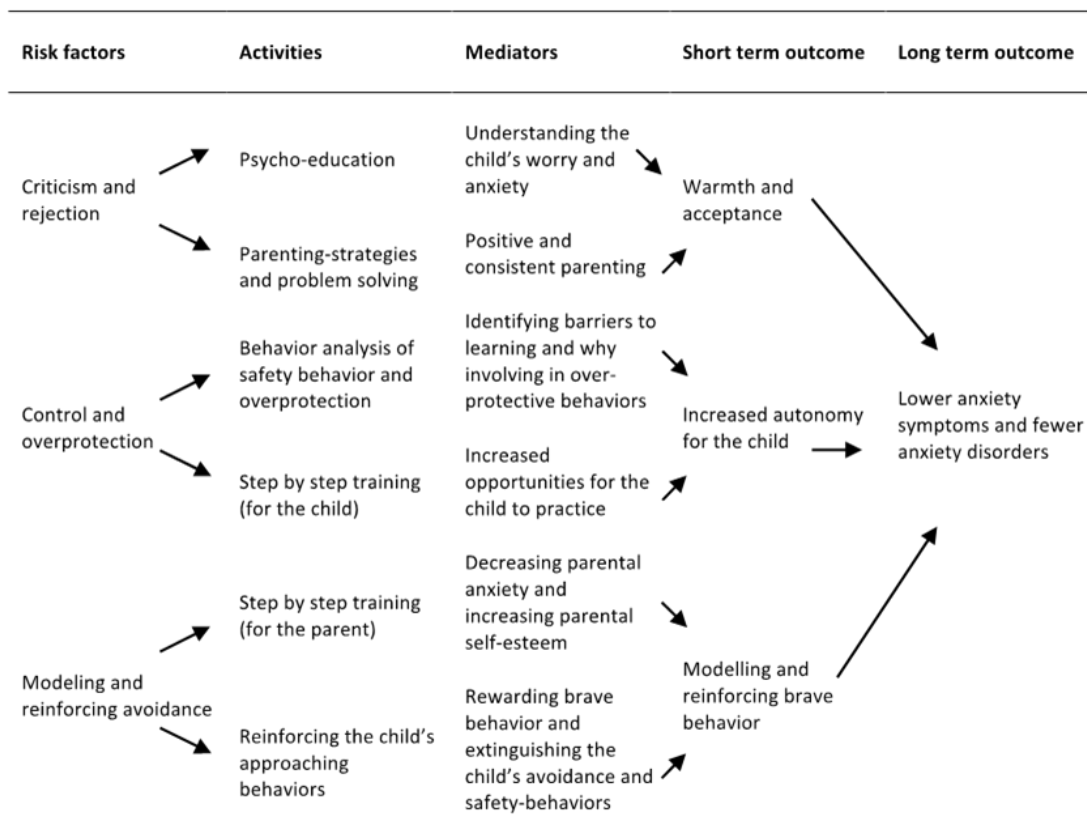 Risk factors
Activities
Mediators
Short term outcome
Long term outcome
Criticism and
rejection
Psycho-education
Understanding the
child’s worry and
anxiety
Warmth and
acceptance
Parenting-strategies
and problem solving
Positive and
consistent parenting
Control and
overprotection
Behavior analysis of
safety behavior and
overprotection
Identifying barriers to
learning and why
involving in over-
protective behaviors
Increased autonomy
for the child
Step by step training
(for the child)
Increased
opportunities for the
child to practice
Lower anxiety
symptoms and fewer
anxiety disorders
Modeling and
reinforcing avoidance
Step by step training
(for the parent)
Decreasing parental
anxiety and
increasing parental
self-esteem
Modelling and
reinforcing brave
behavior
Reinforcing the child’s
approaching
behaviors
Rewarding brave
behavior and
extinguishing the
child’s avoidance and
safety-behaviors